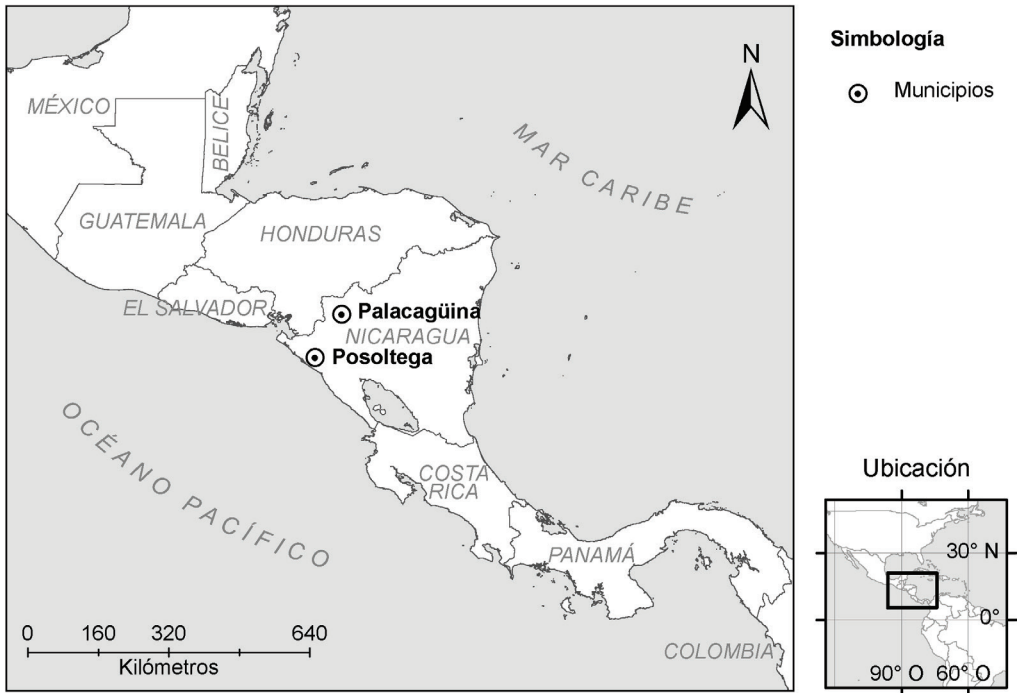 Simbología
Municipios
N
MÉXICO
BELICE
MAR CARIBE
GUATEMALA
HONDURAS
EL SALVADOR
Palacagüina
NICARAGUA
Posoltega
OCÉANO PACÍFICO
COSTA
RICA
PANAMÁ
COLOMBIA
0 160 320 640
Kilómetros
Ubicación
30° N
0°
90° O 60° O